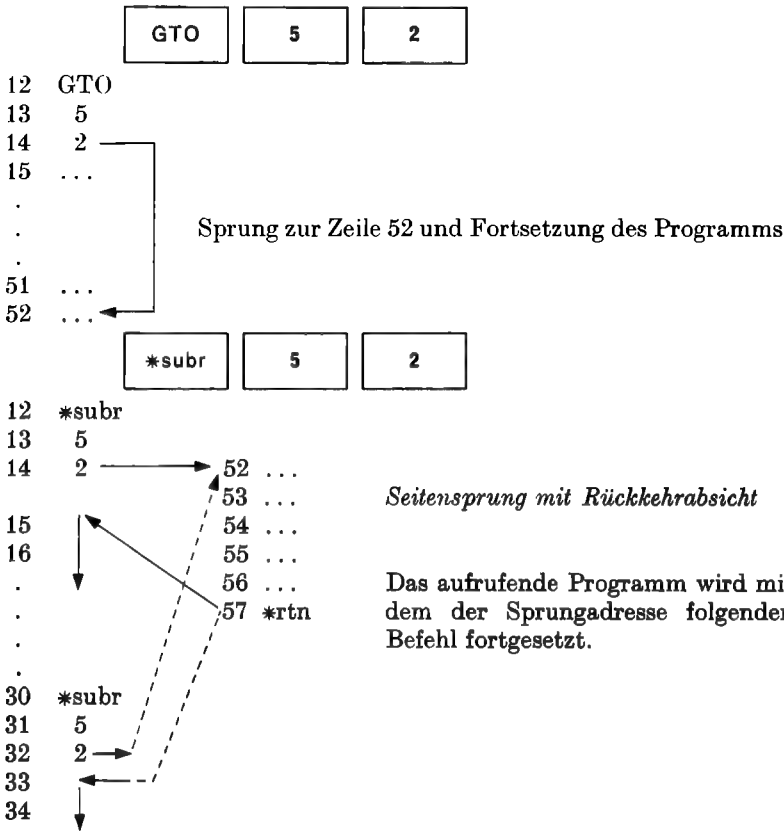 GTO 5 2
12 GTO
13 5
14 2
15 ...
.
.
Sprung zur Zeile 52 und Fortsetzung des Programms
.
51 ...
52 ...
*subr 5 2
12 *subr
13 5
14 2 52 ...
53 ... Seitensprung mit Rückkehrabsicht
15 54 ...
16 55 ...
. 56 ... Das aufrufende Programm wird mi
. 57 *rtn dem der Sprungadresse folgender
. Befehl fortgesetzt.
.
30 *subr
31 5
32 2
33
34